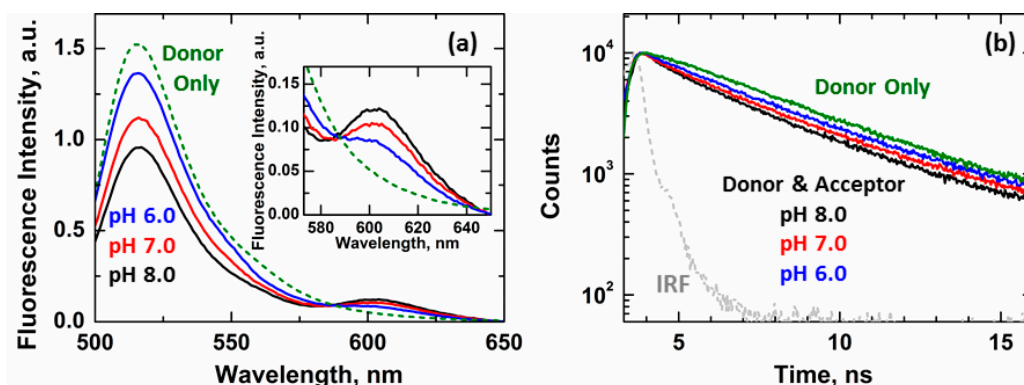 (a)
Donor
Only
pH 6.0
pH 7.0
pH 8.0
Fluorescence Intensity, a.u.
1.5
1.0
0.5
0.0
500
550
600
650
Wavelength, nm
Fluorescence Intensity, a.u.
0.15
0.10
0.05
0.00
580
600
620
640
Wavelength, nm
(b)
Donor Only
Donor & Acceptor
pH 8.0
pH 7.0
pH 6.0
IRF
Counts
10⁴
10³
10²
5
10
15
Time, ns